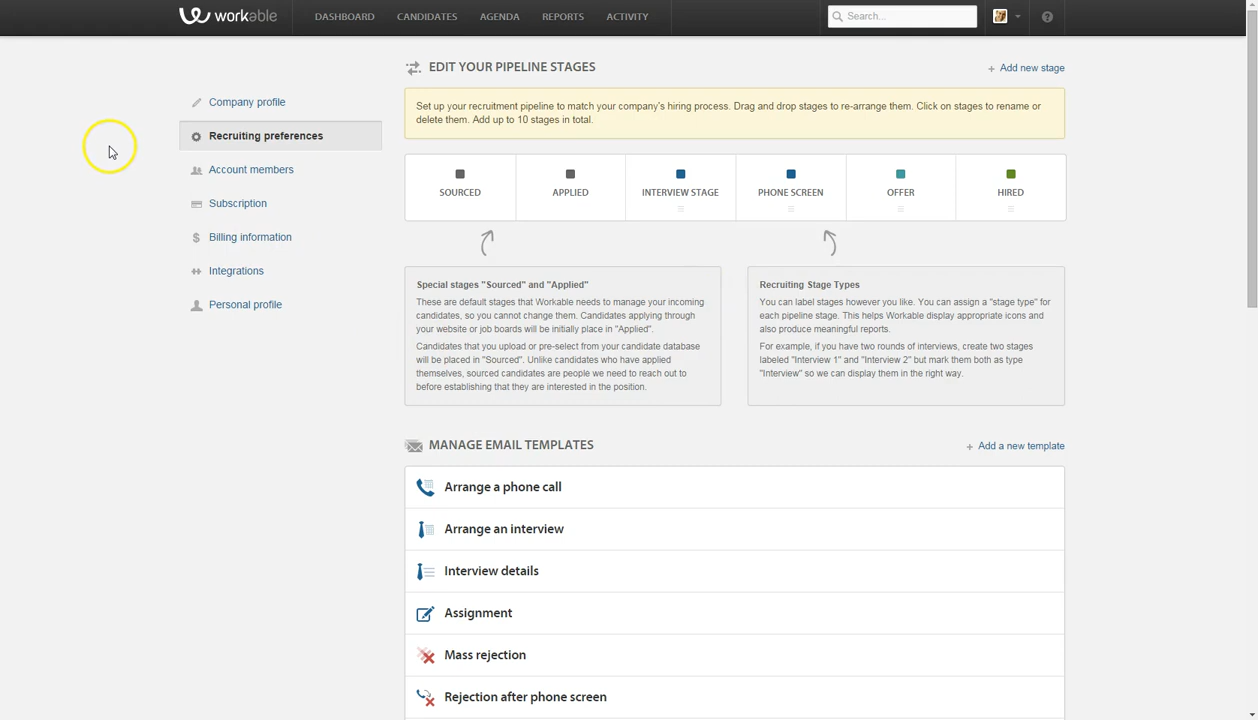 workable
DASHBOARD
CANDIDATES
AGENDA
REPORTS
ACTIVITY
Search...
?
Company profile
Recruiting preferences
Account members
Subscription
$ Billing information
Integrations
Personal profile
EDIT YOUR PIPELINE STAGES
+ Add new stage
Set up your recruitment pipeline to match your company's hiring process. Drag and drop stages to re-arrange them. Click on stages to rename or
delete them. Add up to 10 stages in total.
SOURCED
APPLIED
INTERVIEW STAGE
PHONE SCREEN
OFFER
HIRED
Special stages "Sourced" and "Applied"
These are default stages that Workable needs to manage your incoming
candidates, so you cannot change them. Candidates applying through
your website or job boards will be initially place in "Applied".
Candidates that you upload or pre-select from your candidate database
will be placed in "Sourced". Unlike candidates who have applied
themselves, sourced candidates are people we need to reach out to
before establishing that they are interested in the position.
Recruiting Stage Types
You can label stages however you like. You can assign a "stage type" for
each pipeline stage. This helps Workable display appropriate icons and
also produce meaningful reports.
For example, if you have two rounds of interviews, create two stages
labeled "Interview 1" and "Interview 2" but mark them both as type
"Interview" so we can display them in the right way.
MANAGE EMAIL TEMPLATES
+ Add a new template
Arrange a phone call
Arrange an interview
Interview details
Assignment
Mass rejection
Rejection after phone screen